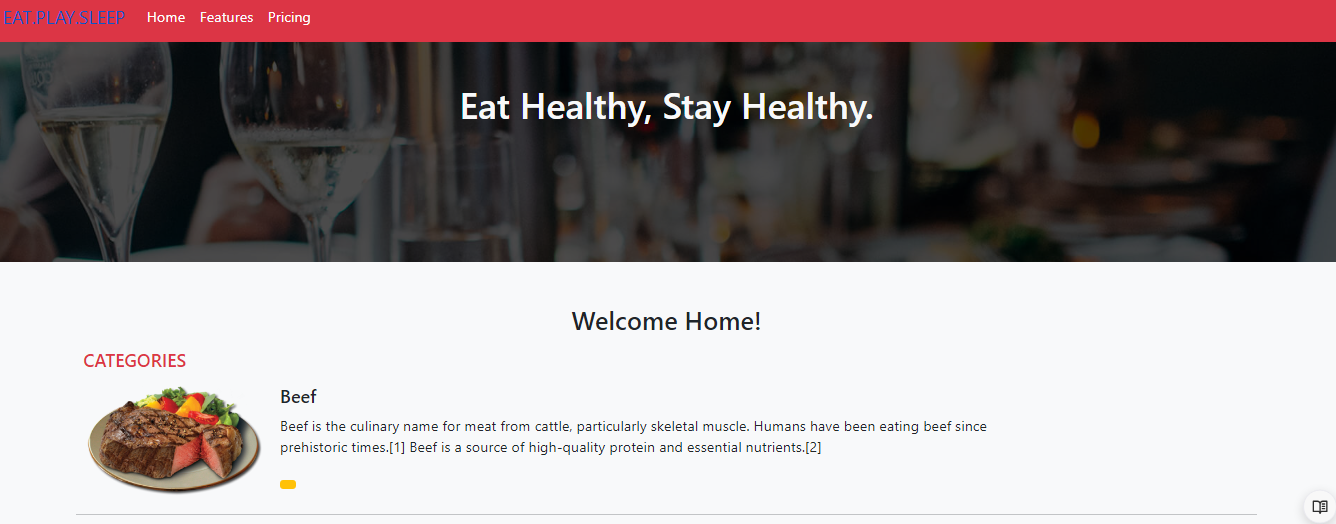 EAT.PLAY.SLEEP Home Features Pricing
Eat Healthy, Stay Healthy.
Welcome Home!
CATEGORIES
Beef
Beef is the culinary name for meat from cattle, particularly skeletal muscle. Humans have been eating beef since
prehistoric times.[1] Beef is a source of high-quality protein and essential nutrients.[2]